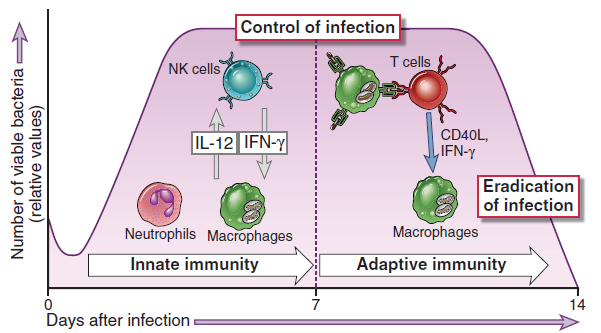 Control of infection
NK cells
T cells
IL-12
IFN-γ
CD40L,
IFN-γ
Eradication
of infection
Neutrophils
Macrophages
Macrophages
Innate immunity
Adaptive immunity
Number of viable bacteria
(relative values)
0
7
14
Days after infection